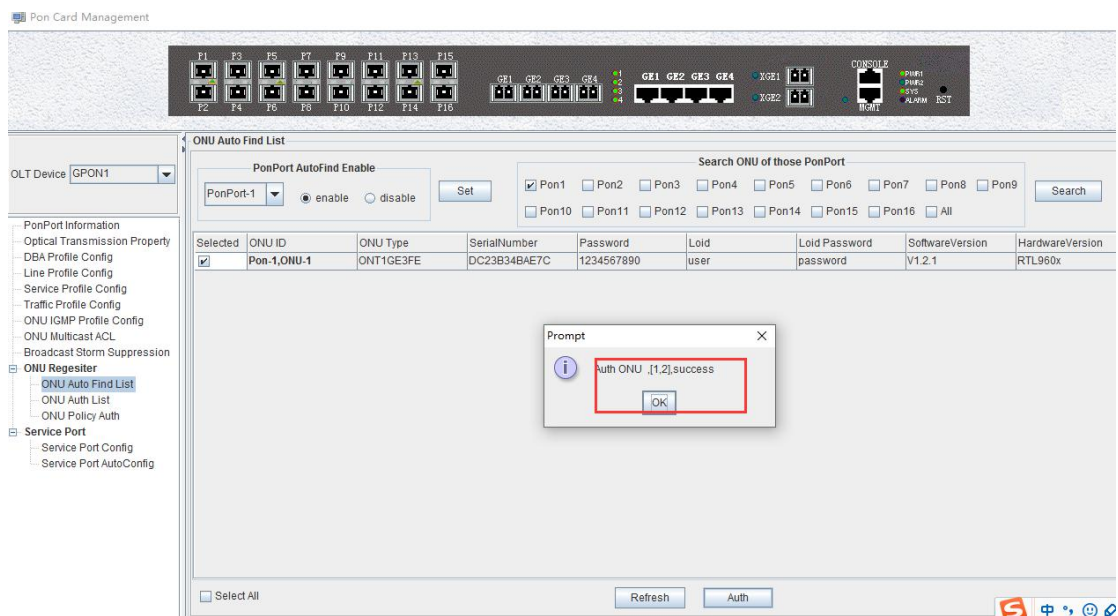 Pon Card Management
P1 P3 P5 P7 P9 P11 P13 P15
P2 P4 P6 P8 P10 P12 P14 P16
GE1 GE2 GE3 GE4
1
2
3
4
GE1 GE2 GE3 GE4
XGE1
XGE2
CONSOLE
MGMT
PWR1
PWR2
SYS
ALARM
RST
OLT Device GPON1
PonPort Information
Optical Transmission Property
DBA Profile Config
Line Profile Config
Service Profile Config
Traffic Profile Config
ONU IGMP Profile Config
ONU Multicast ACL
Broadcast Storm Suppression
ONU Regesiter
ONU Auto Find List
ONU Auth List
ONU Policy Auth
Service Port
Service Port Config
Service Port AutoConfig
ONU Auto Find List
PonPort AutoFind Enable
PonPort-1 enable disable Set
Search ONU of those PonPort
Pon1 Pon2 Pon3 Pon4 Pon5 Pon6 Pon7 Pon8 Pon9
Pon10 Pon11 Pon12 Pon13 Pon14 Pon15 Pon16 All
Search
Selected ONU ID ONU Type SerialNumber Password Loid Loid Password SoftwareVersion HardwareVersion
Pon-1,ONU-1 ONT1GE3FE DC23B34BAE7C 1234567890 user password V1.2.1 RTL960x
Prompt
Auth ONU ,[1,2],success
OK
Select All Refresh Auth
中